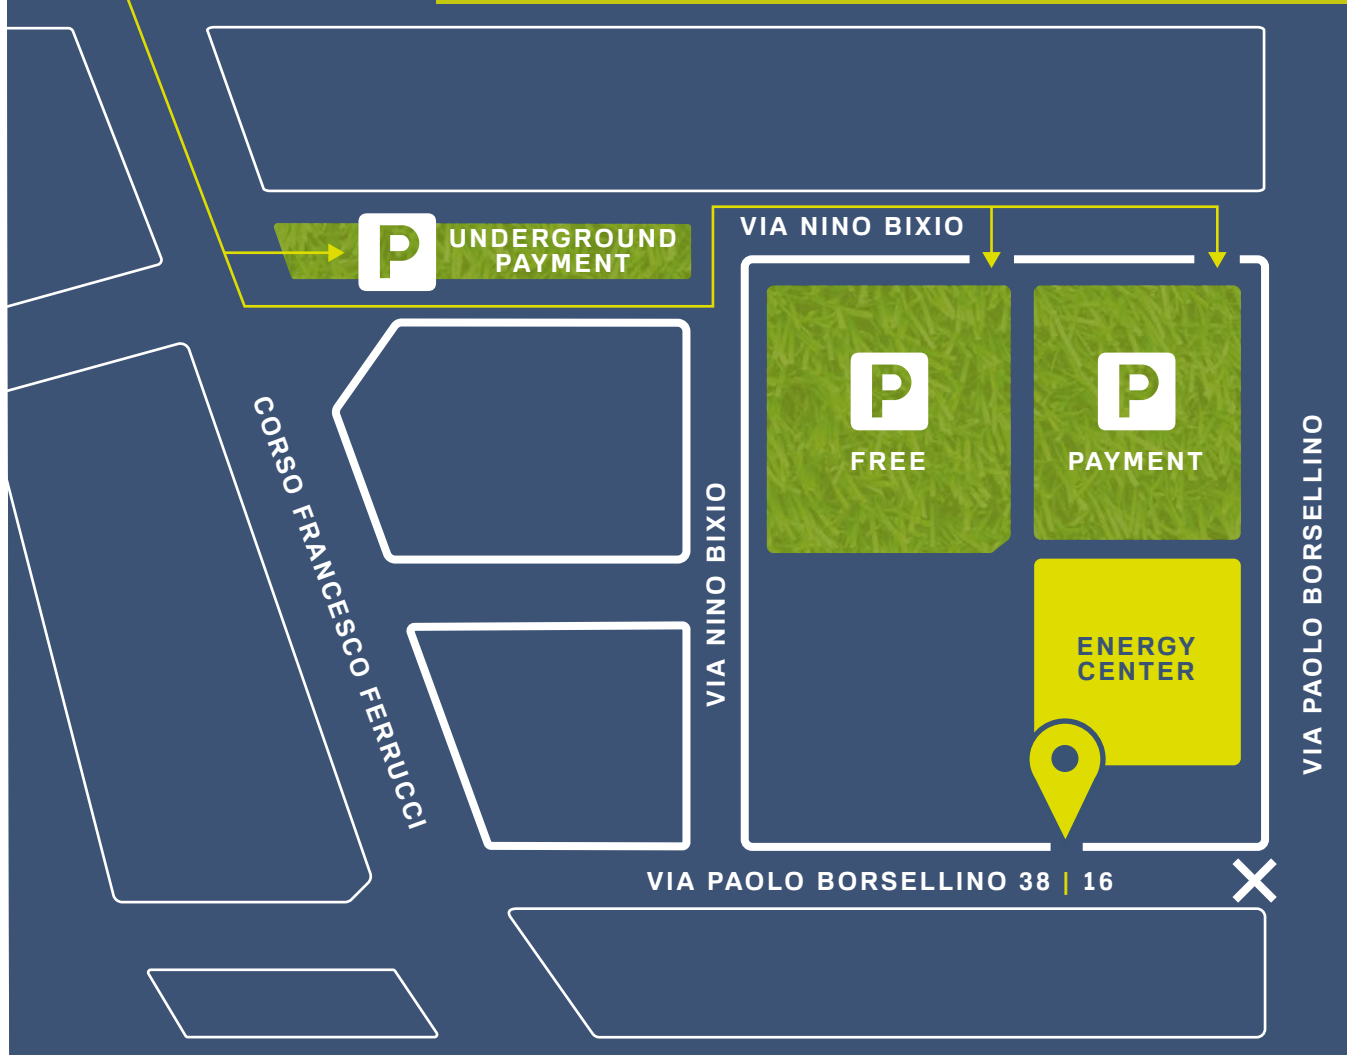 VIA NINO BIXIO
P
UNDERGROUND
PAYMENT
P
FREE
P
PAYMENT
CORSO FRANCESCO FERRUCCI
VIA NINO BIXIO
VIA PAOLO BORSELLINO
ENERGY
CENTER
VIA PAOLO BORSELLINO 38 | 16